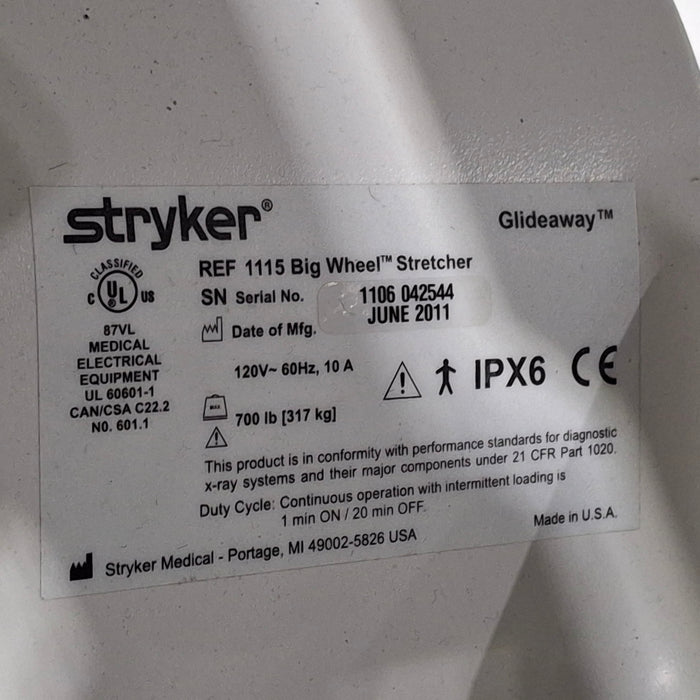 stryker®
Glideaway™
REF 1115 Big Wheel™ Stretcher
SN Serial No. 1106 042544
Date of Mfg. JUNE 2011
120V~ 60Hz, 10 A
IPX6 CE
MAX
700 lb [317 kg]
CLASSIFIED
C UL US
®
87VL
MEDICAL
ELECTRICAL
EQUIPMENT
UL 60601-1
CAN/CSA C22.2
N0. 601.1
This product is in conformity with performance standards for diagnostic
x-ray systems and their major components under 21 CFR Part 1020.
Duty Cycle: Continuous operation with intermittent loading is
1 min ON / 20 min OFF.
Stryker Medical - Portage, MI 49002-5826 USA
Made in U.S.A.